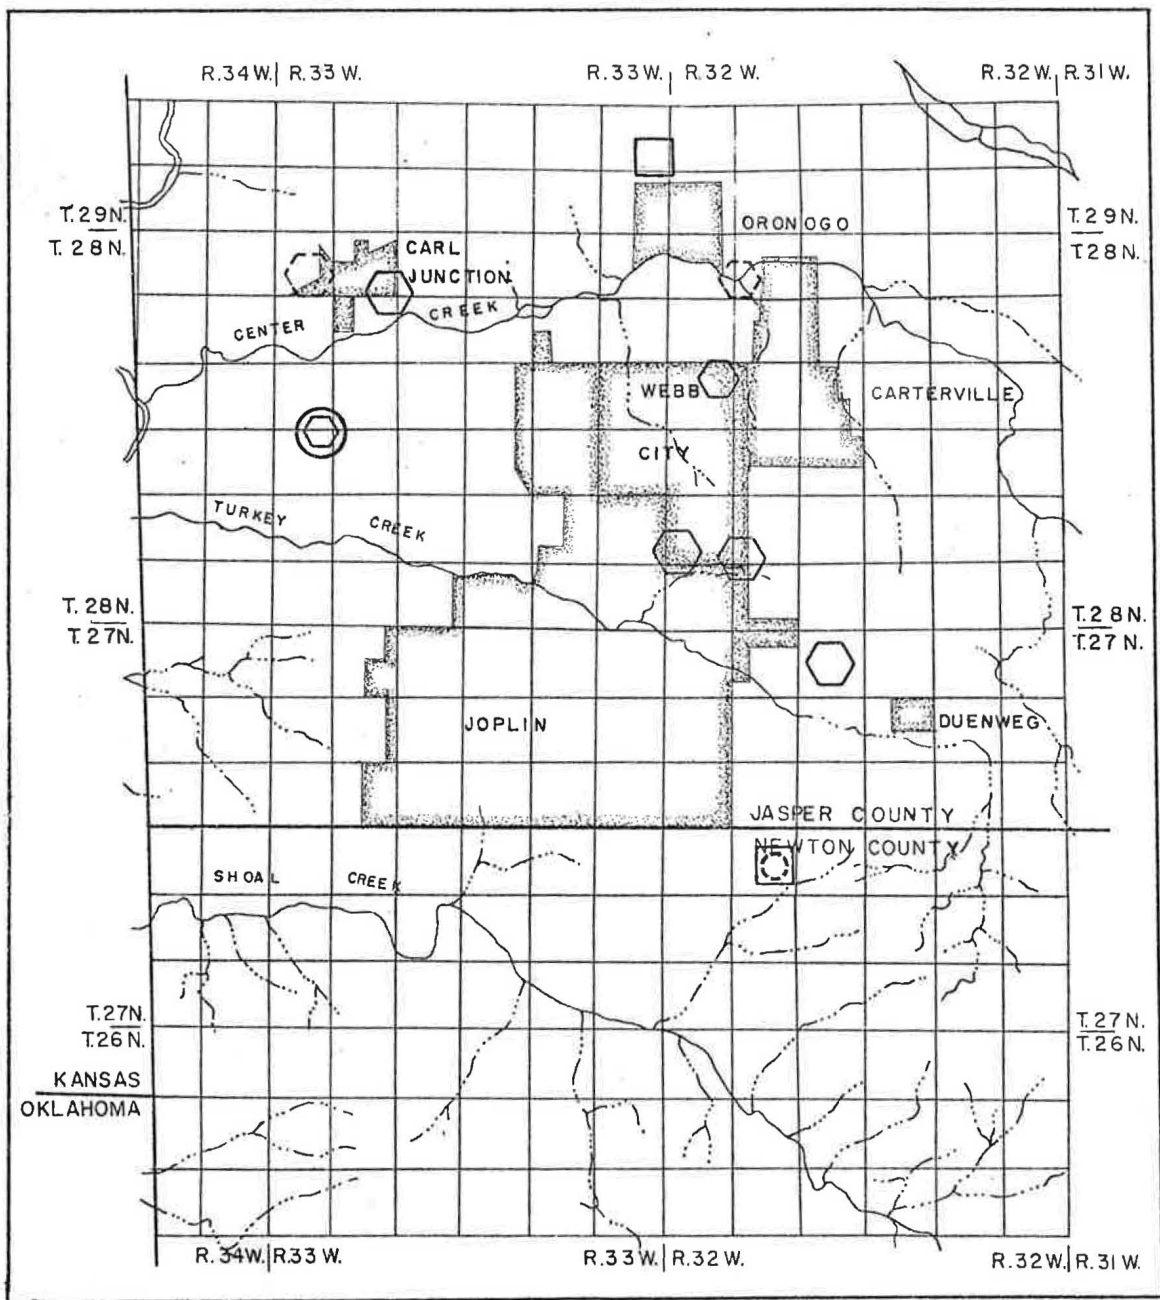 R.34W. R.33W.
R.33W. R.32W.
R.32W. R.31W.
T.29N.
T.28N.
T.29N.
T.28N.
ORONOGO
CARL
JUNCTION
CENTER CREEK
WEBB
CITY
CARTERVILLE
TURKEY CREEK
T.28N.
T.27N.
T.28N.
T.27N.
JOPLIN
DUENWEG
JASPER COUNTY
NEWTON COUNTY
SHOAL CREEK
T.27N.
T.26N.
T.27N.
T.26N.
KANSAS
OKLAHOMA
R.34W. R.33W.
R.33W. R.32W.
R.32W. R.31W.